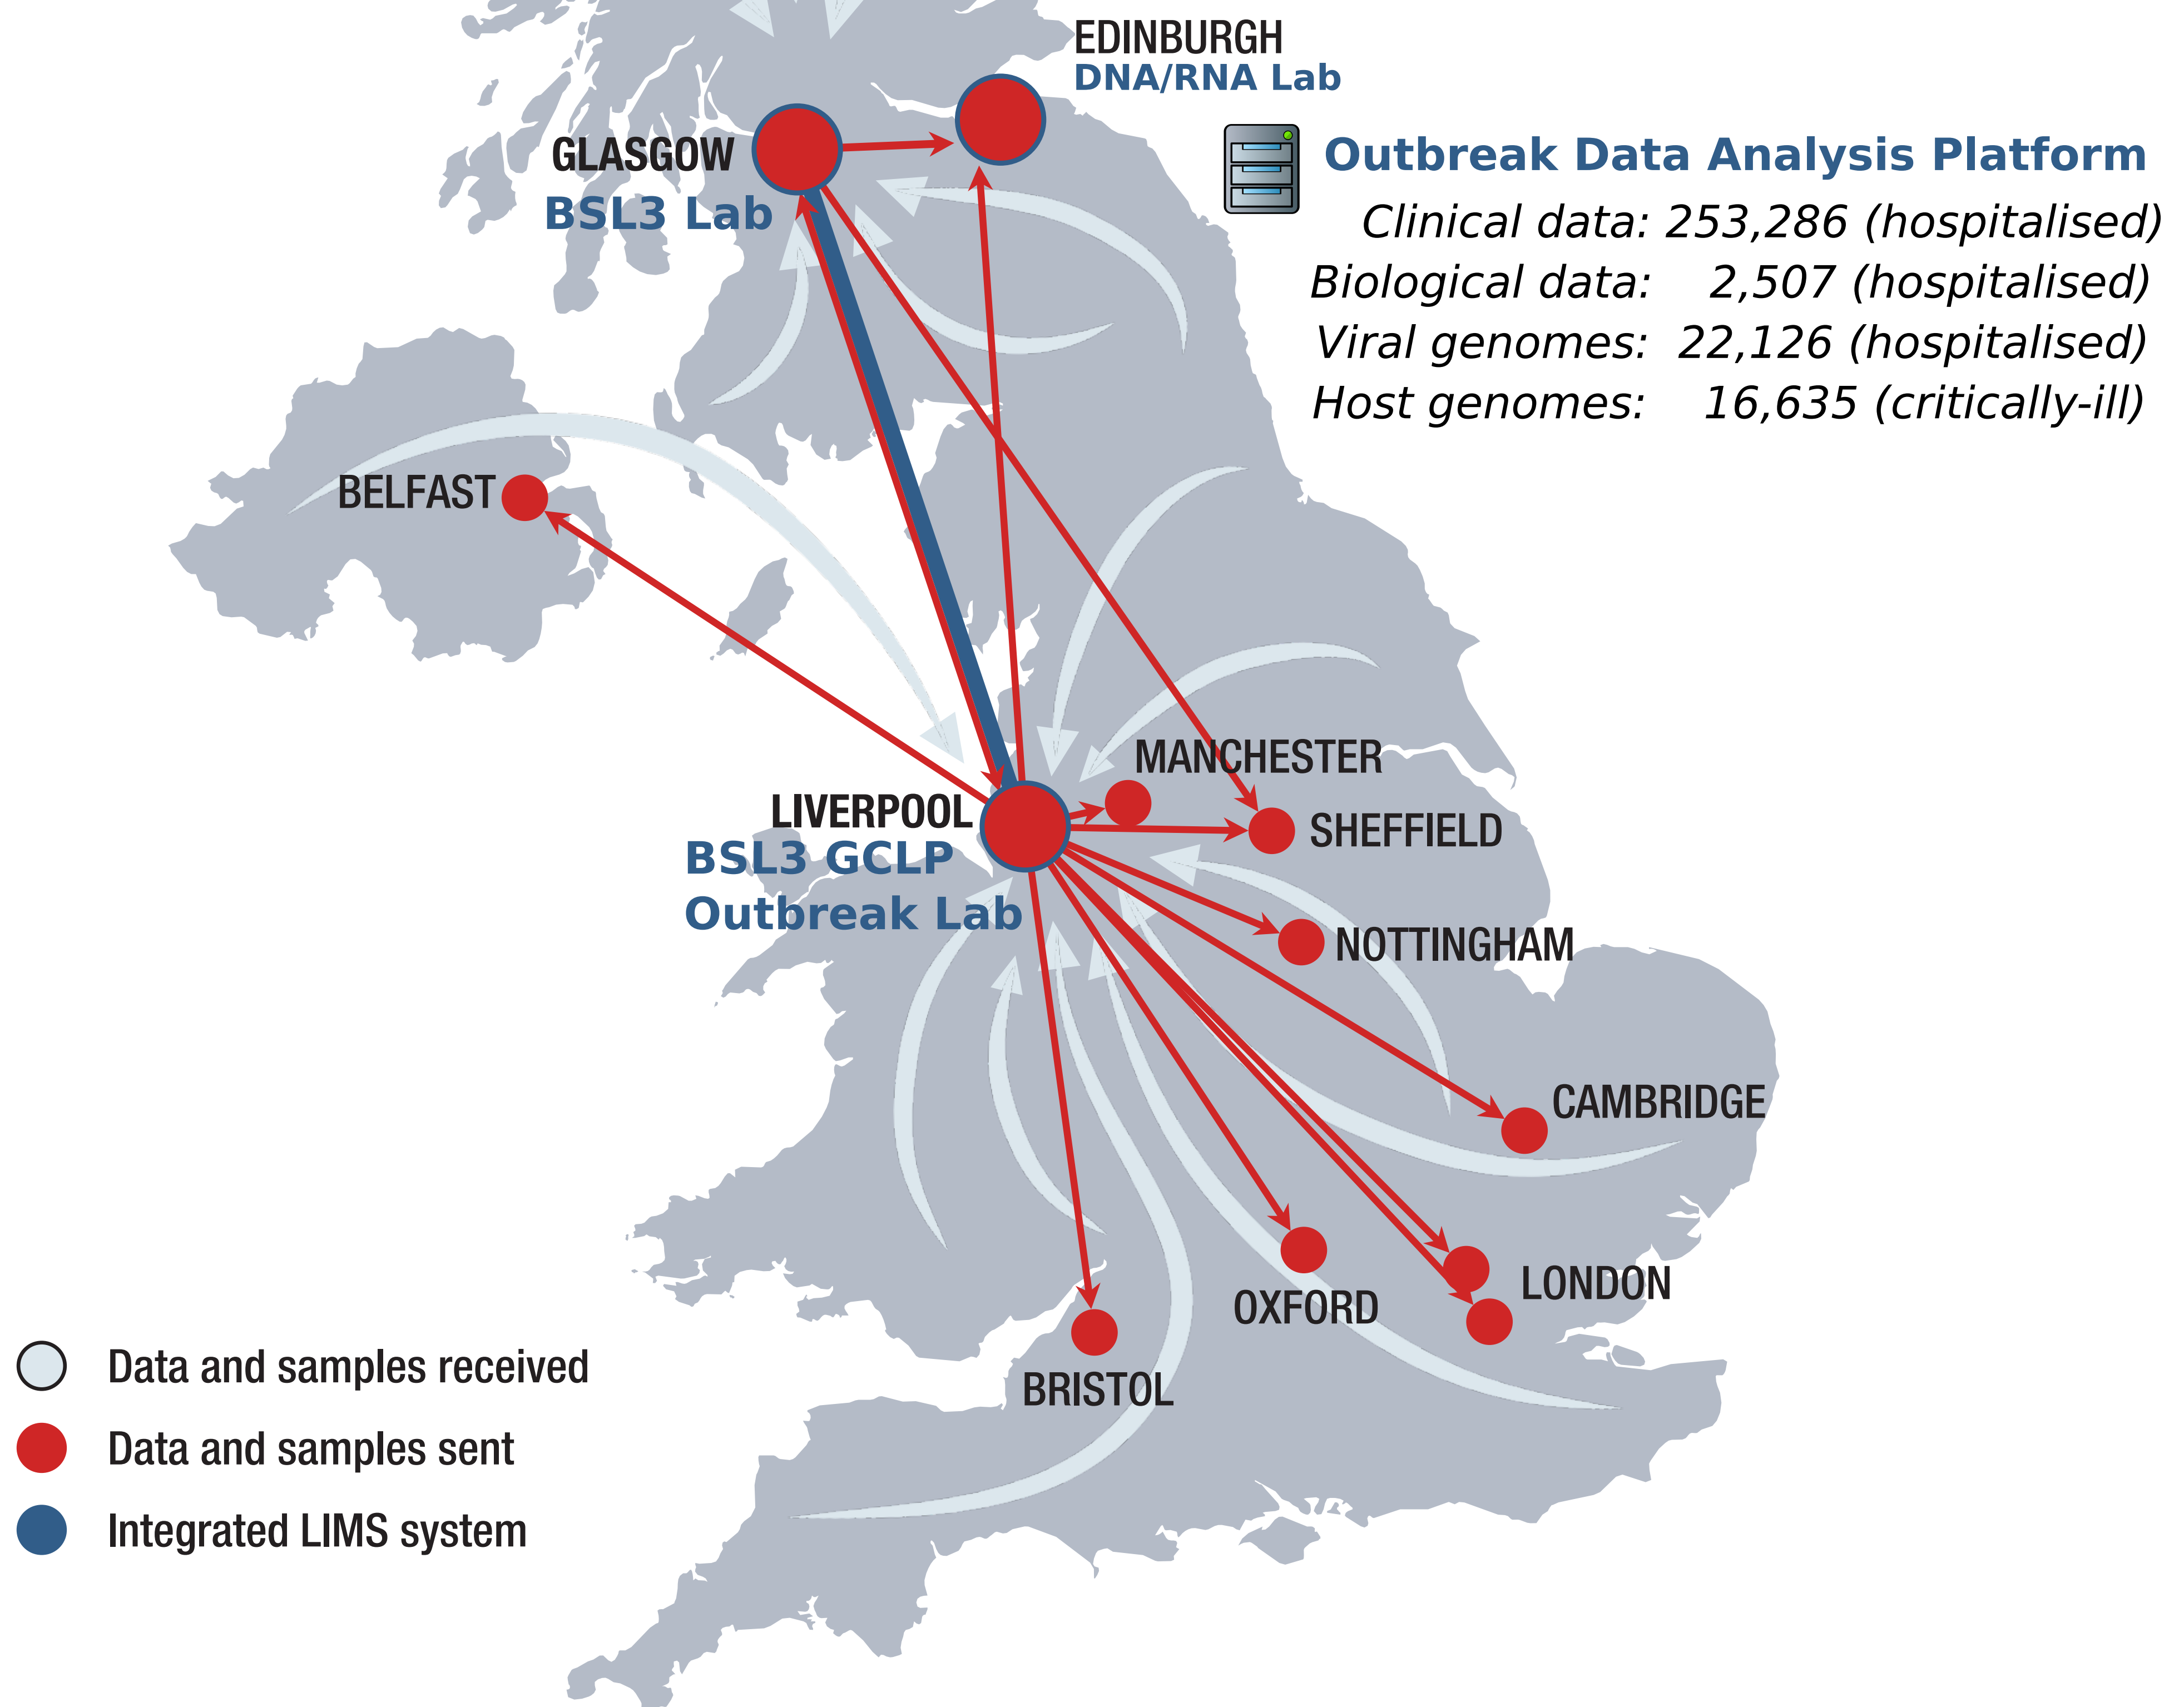 EDINBURGH
DNA/RNA Lab
GLASGOW
BSL3 Lab
Outbreak Data Analysis Platform
Clinical data: 253,286 (hospitalised)
Biological data: 2,507 (hospitalised)
Viral genomes: 22,126 (hospitalised)
Host genomes: 16,635 (critically-ill)
BELFAST
MANCHESTER
LIVERPOOL
BSL3 GCLP
Outbreak Lab
SHEFFIELD
NOTTINGHAM
CAMBRIDGE
LONDON
OXFORD
BRISTOL
Data and samples received
Data and samples sent
Integrated LIMS system